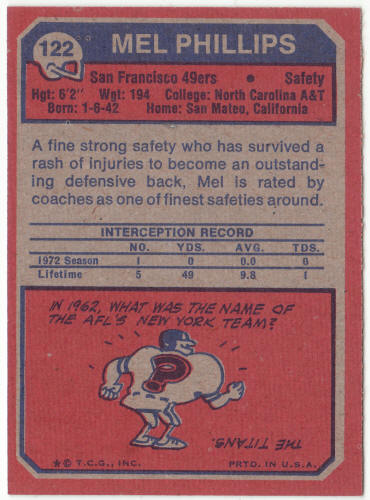 122
MEL PHILLIPS
San Francisco 49ers • Safety
Hgt: 6'2" Wgt: 194 College: North Carolina A&T
Born: 1-6-42 Home: San Mateo, California
A fine strong safety who has survived a
rash of injuries to become an outstand-
ing defensive back, Mel is rated by
coaches as one of finest safeties around.
INTERCEPTION RECORD
NO. YDS. AVG. TDS.
1972 Season 1 0 0.0 0
Lifetime 5 49 9.8 1
IN 1962, WHAT WAS THE NAME OF
THE AFL'S NEW YORK TEAM?
?
THE TITANS.
*© T.C.G., INC. PRTD. IN U.S.A.